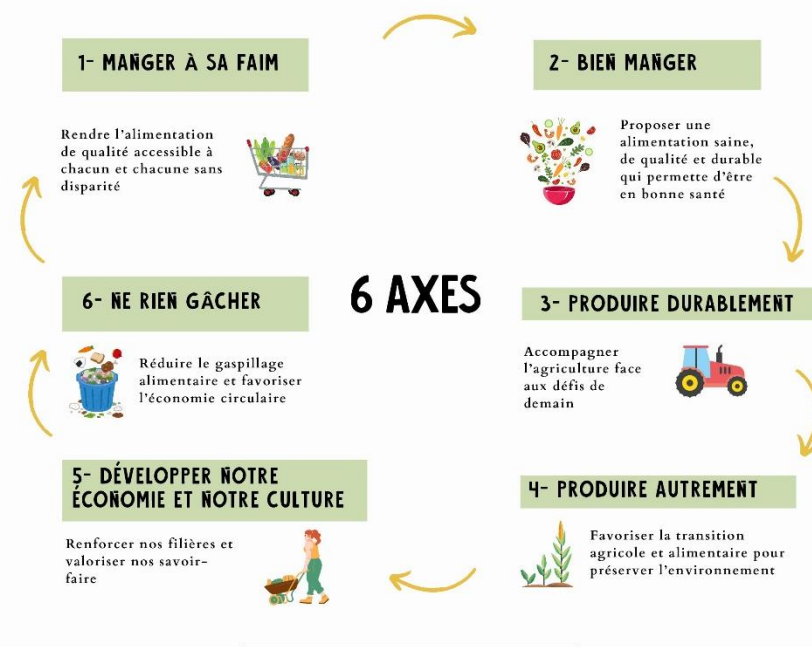 1- MANGER À SA FAIM
Rendre l'alimentation
de qualité accessible à
chacun et chacune sans
disparité
2- BIEN MANGER
Proposer une
alimentation saine,
de qualité et durable
qui permette d'être
en bonne santé
6 AXES
3- PRODUIRE DURABLEMENT
Accompagner
l'agriculture face
aux défis de
demain
4- PRODUIRE AUTREMENT
Favoriser la transition
agricole et alimentaire pour
préserver l'environnement
5- DÉVELOPPER NOTRE
ÉCONOMIE ET NOTRE CULTURE
Renforcer nos filières et
valoriser nos savoir-
faire
6- NE RIEN GÂCHER
Réduire le gaspillage
alimentaire et favoriser
l'économie circulaire